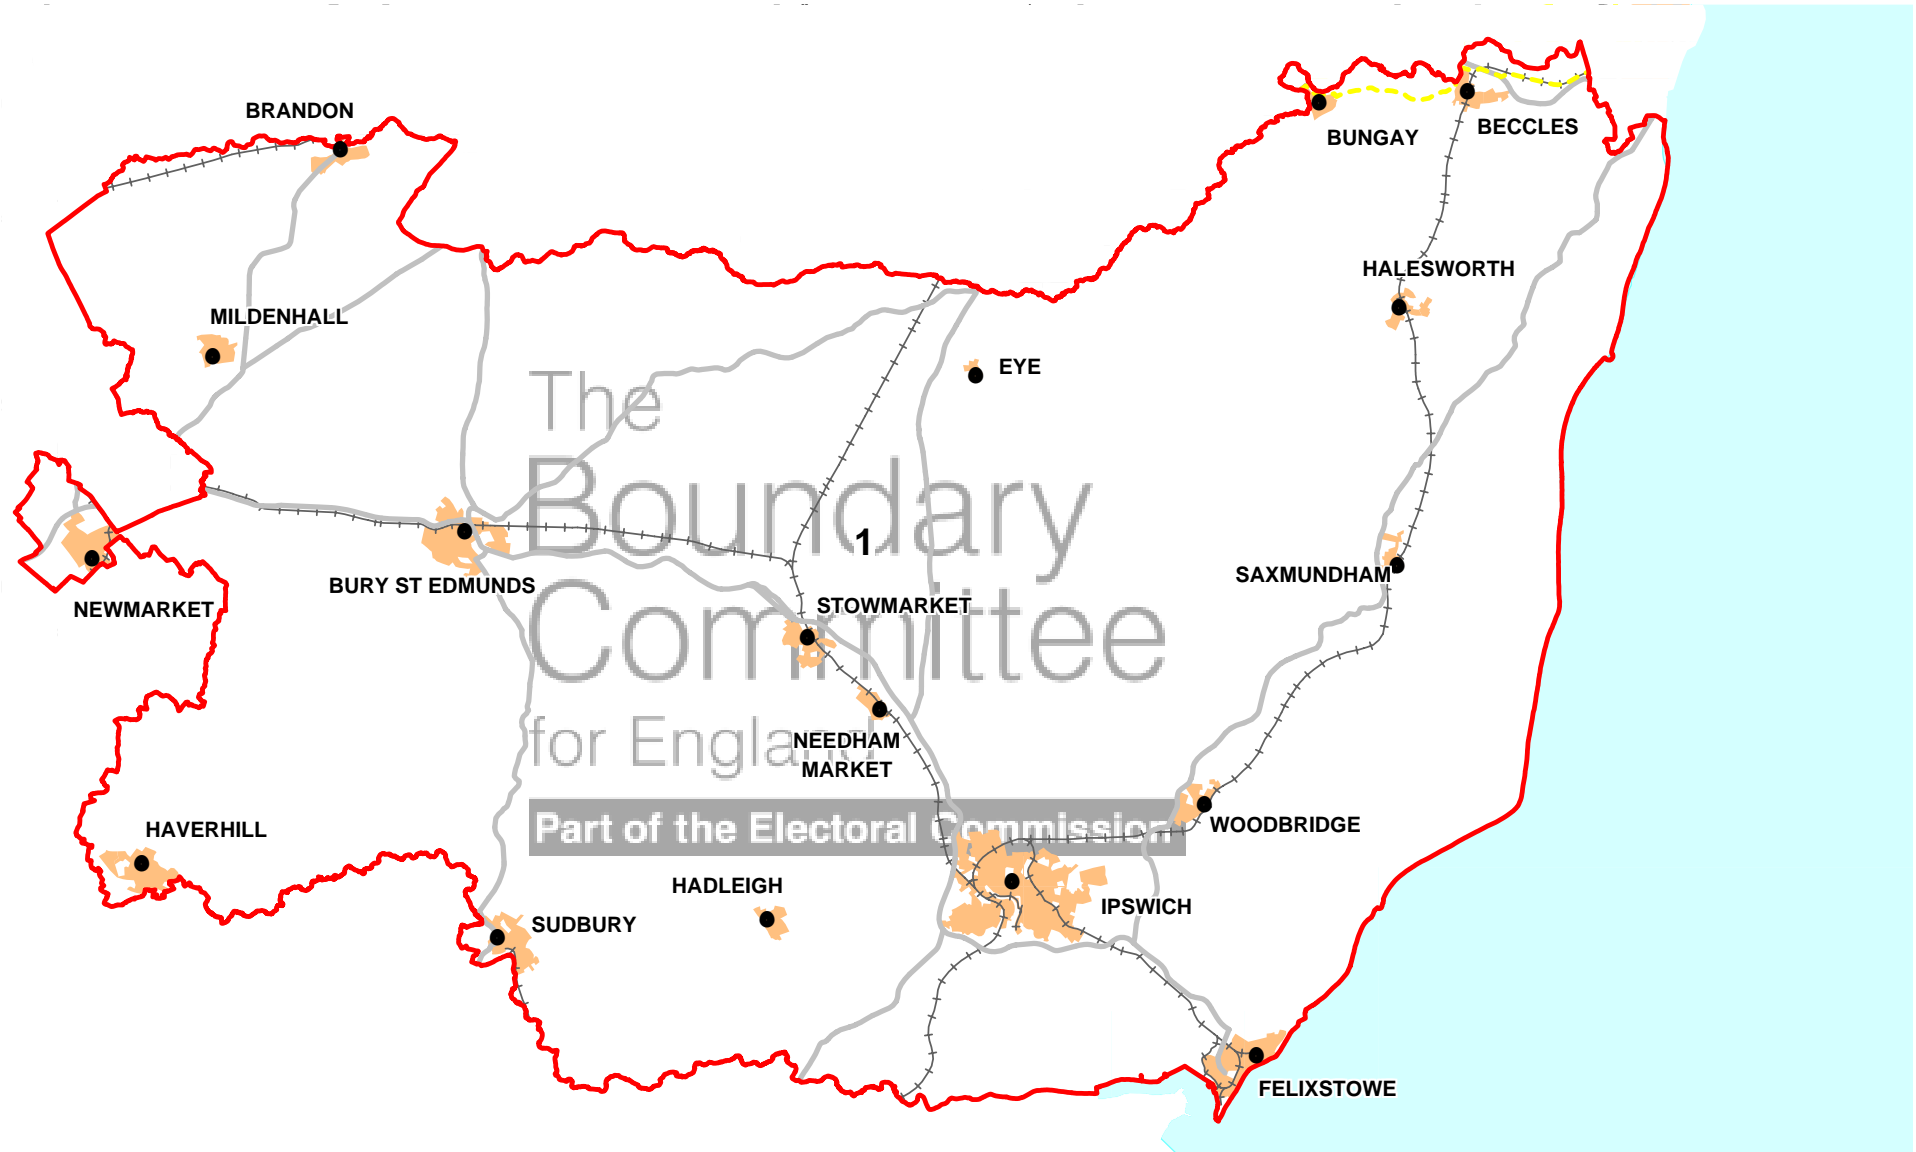 BRANDON
BUNGAY
BECCLES
HALESWORTH
MILDENHALL
EYE
The
Boundary
Committee
for England
Part of the Electoral Commission
1
BURY ST EDMUNDS
SAXMUNDHAM
NEWMARKET
STOWMARKET
NEEDHAM
MARKET
HAVERHILL
WOODBRIDGE
HADLEIGH
IPSWICH
SUDBURY
FELIXSTOWE